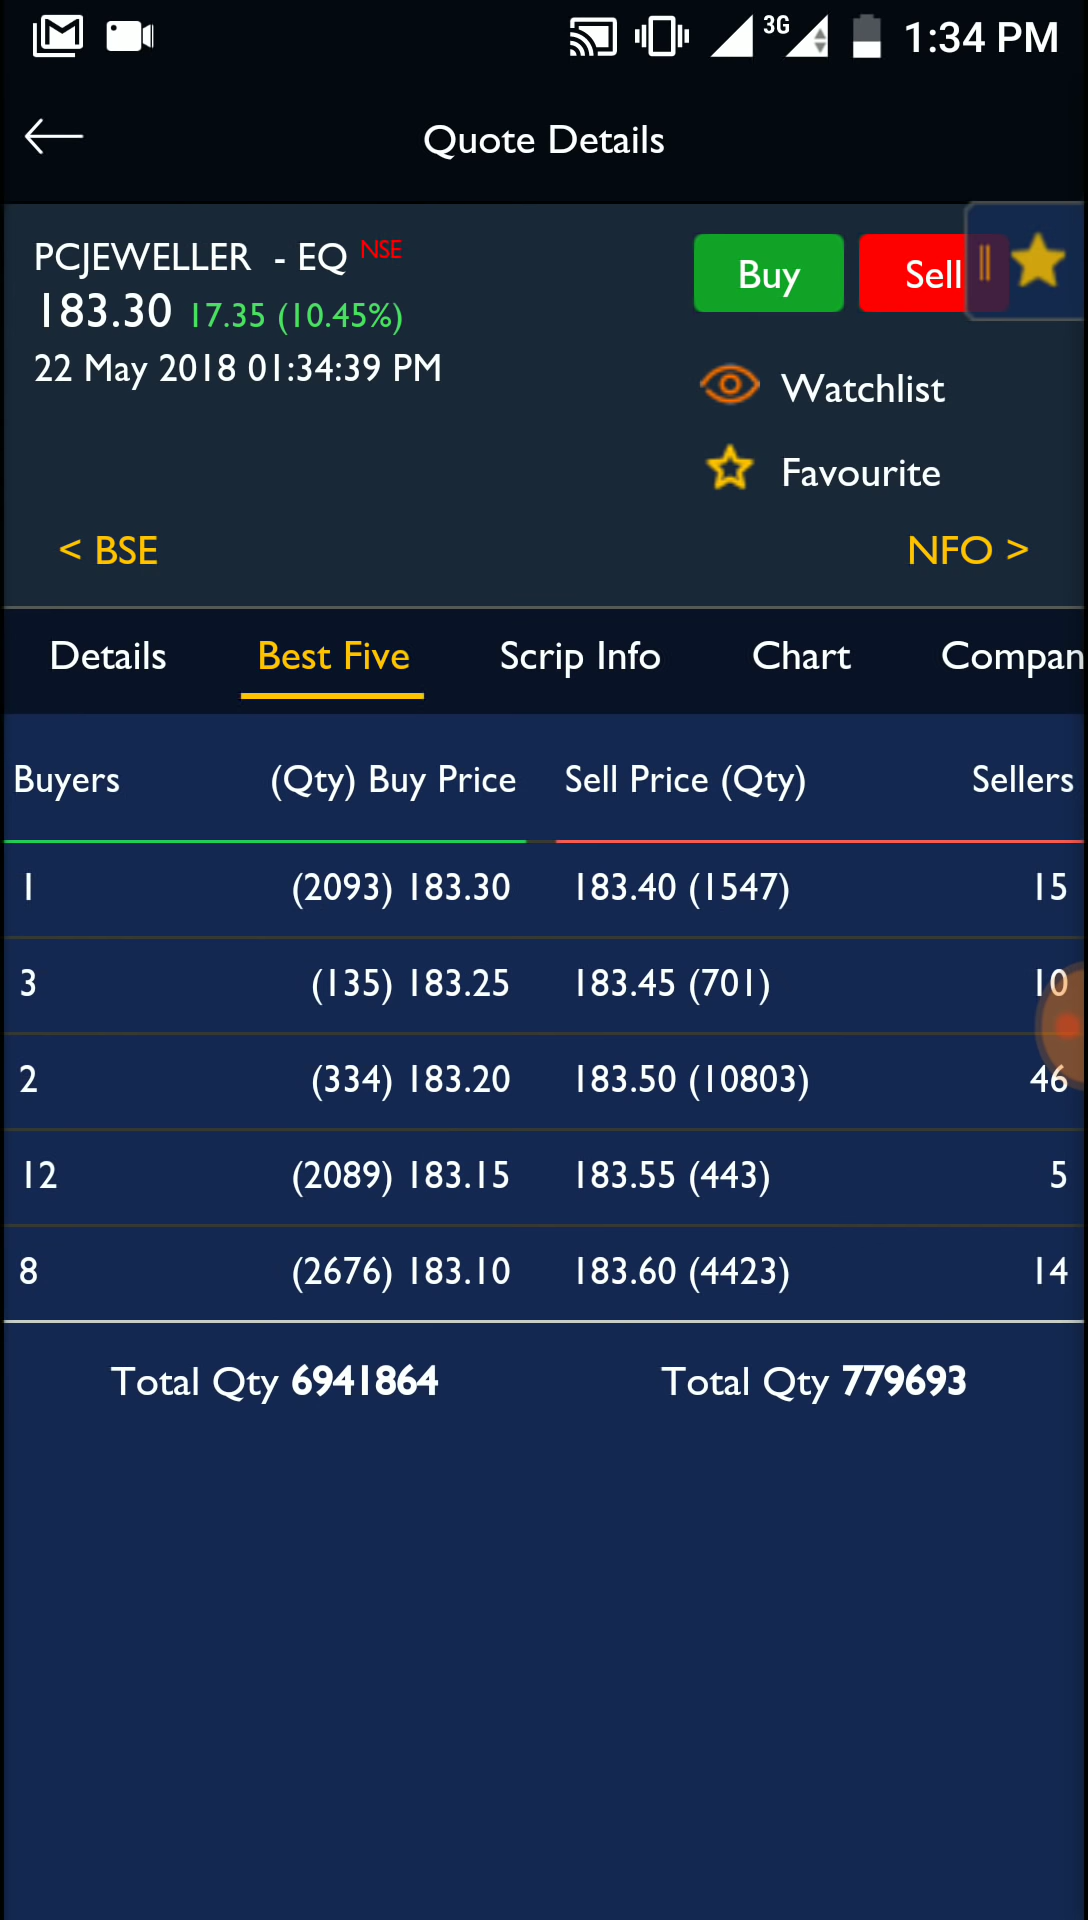 3G 1:34 PM
Quote Details
PCJEWELLER - EQ NSE
183.30 17.35 (10.45%)
22 May 2018 01:34:39 PM
Buy Sell
Watchlist
Favourite
< BSE NFO >
Details Best Five Scrip Info Chart Compan
Buyers (Qty) Buy Price Sell Price (Qty) Sellers
1 (2093) 183.30 183.40 (1547) 15
3 (135) 183.25 183.45 (701) 10
2 (334) 183.20 183.50 (10803) 46
12 (2089) 183.15 183.55 (443) 5
8 (2676) 183.10 183.60 (4423) 14
Total Qty 6941864 Total Qty 779693